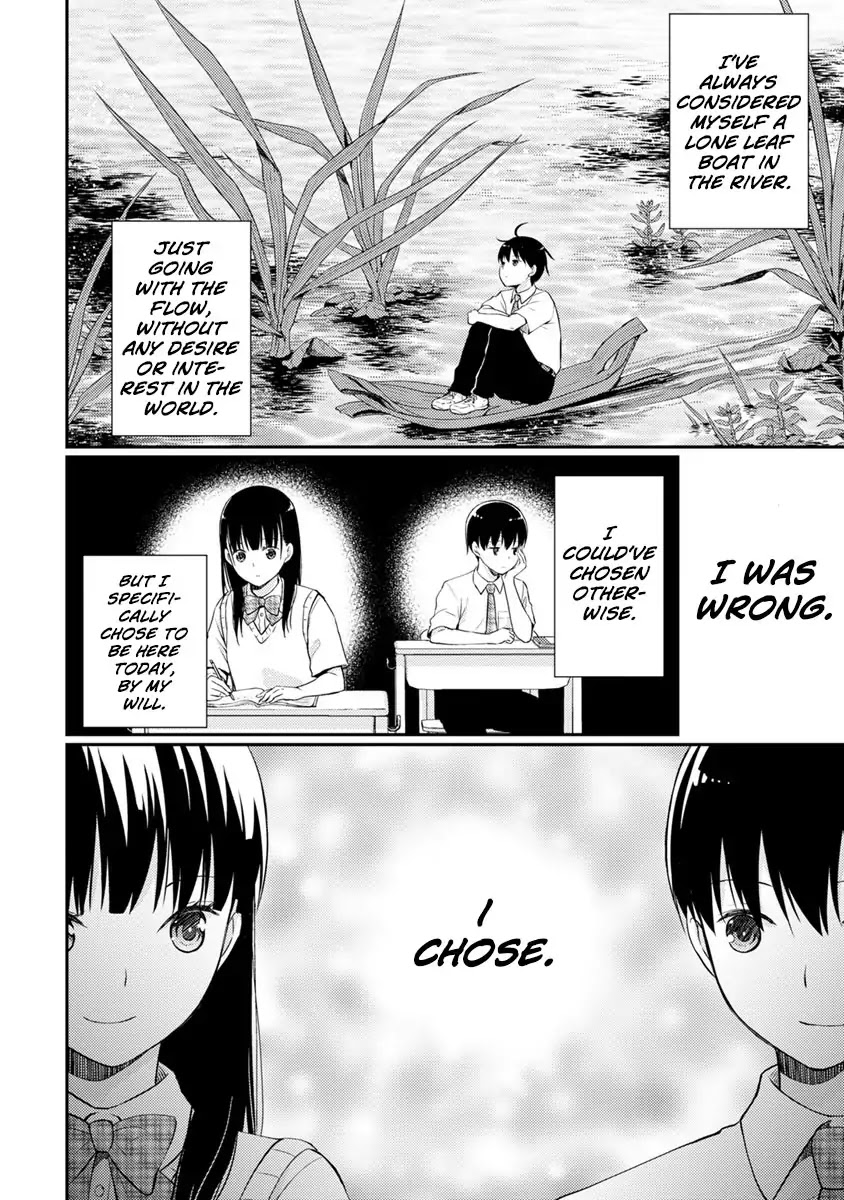 I'VE
ALWAYS
CONSIDERED
MYSELF A
LONE LEAF
BOAT IN
THE RIVER.
JUST
GOING
WITH THE
FLOW,
WITHOUT
ANY DESIRE
OR INTE-
REST IN THE
WORLD.
I WAS
WRONG.
I
COULD'VE
CHOSEN
OTHER-
WISE.
BUT I
SPECIFI-
CALLY
CHOSE TO
BE HERE
TODAY,
BY MY
WILL.
I
CHOSE.